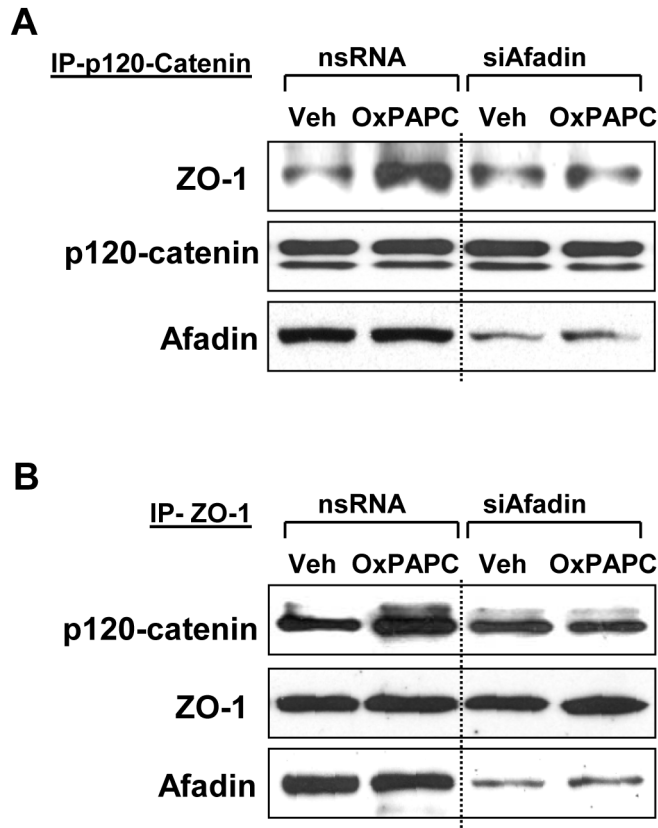 A
IP-p120-Catenin
nsRNA siAfadin
Veh OxPAPC Veh OxPAPC
ZO-1
p120-catenin
Afadin
B
IP- ZO-1
nsRNA siAfadin
Veh OxPAPC Veh OxPAPC
p120-catenin
ZO-1
Afadin